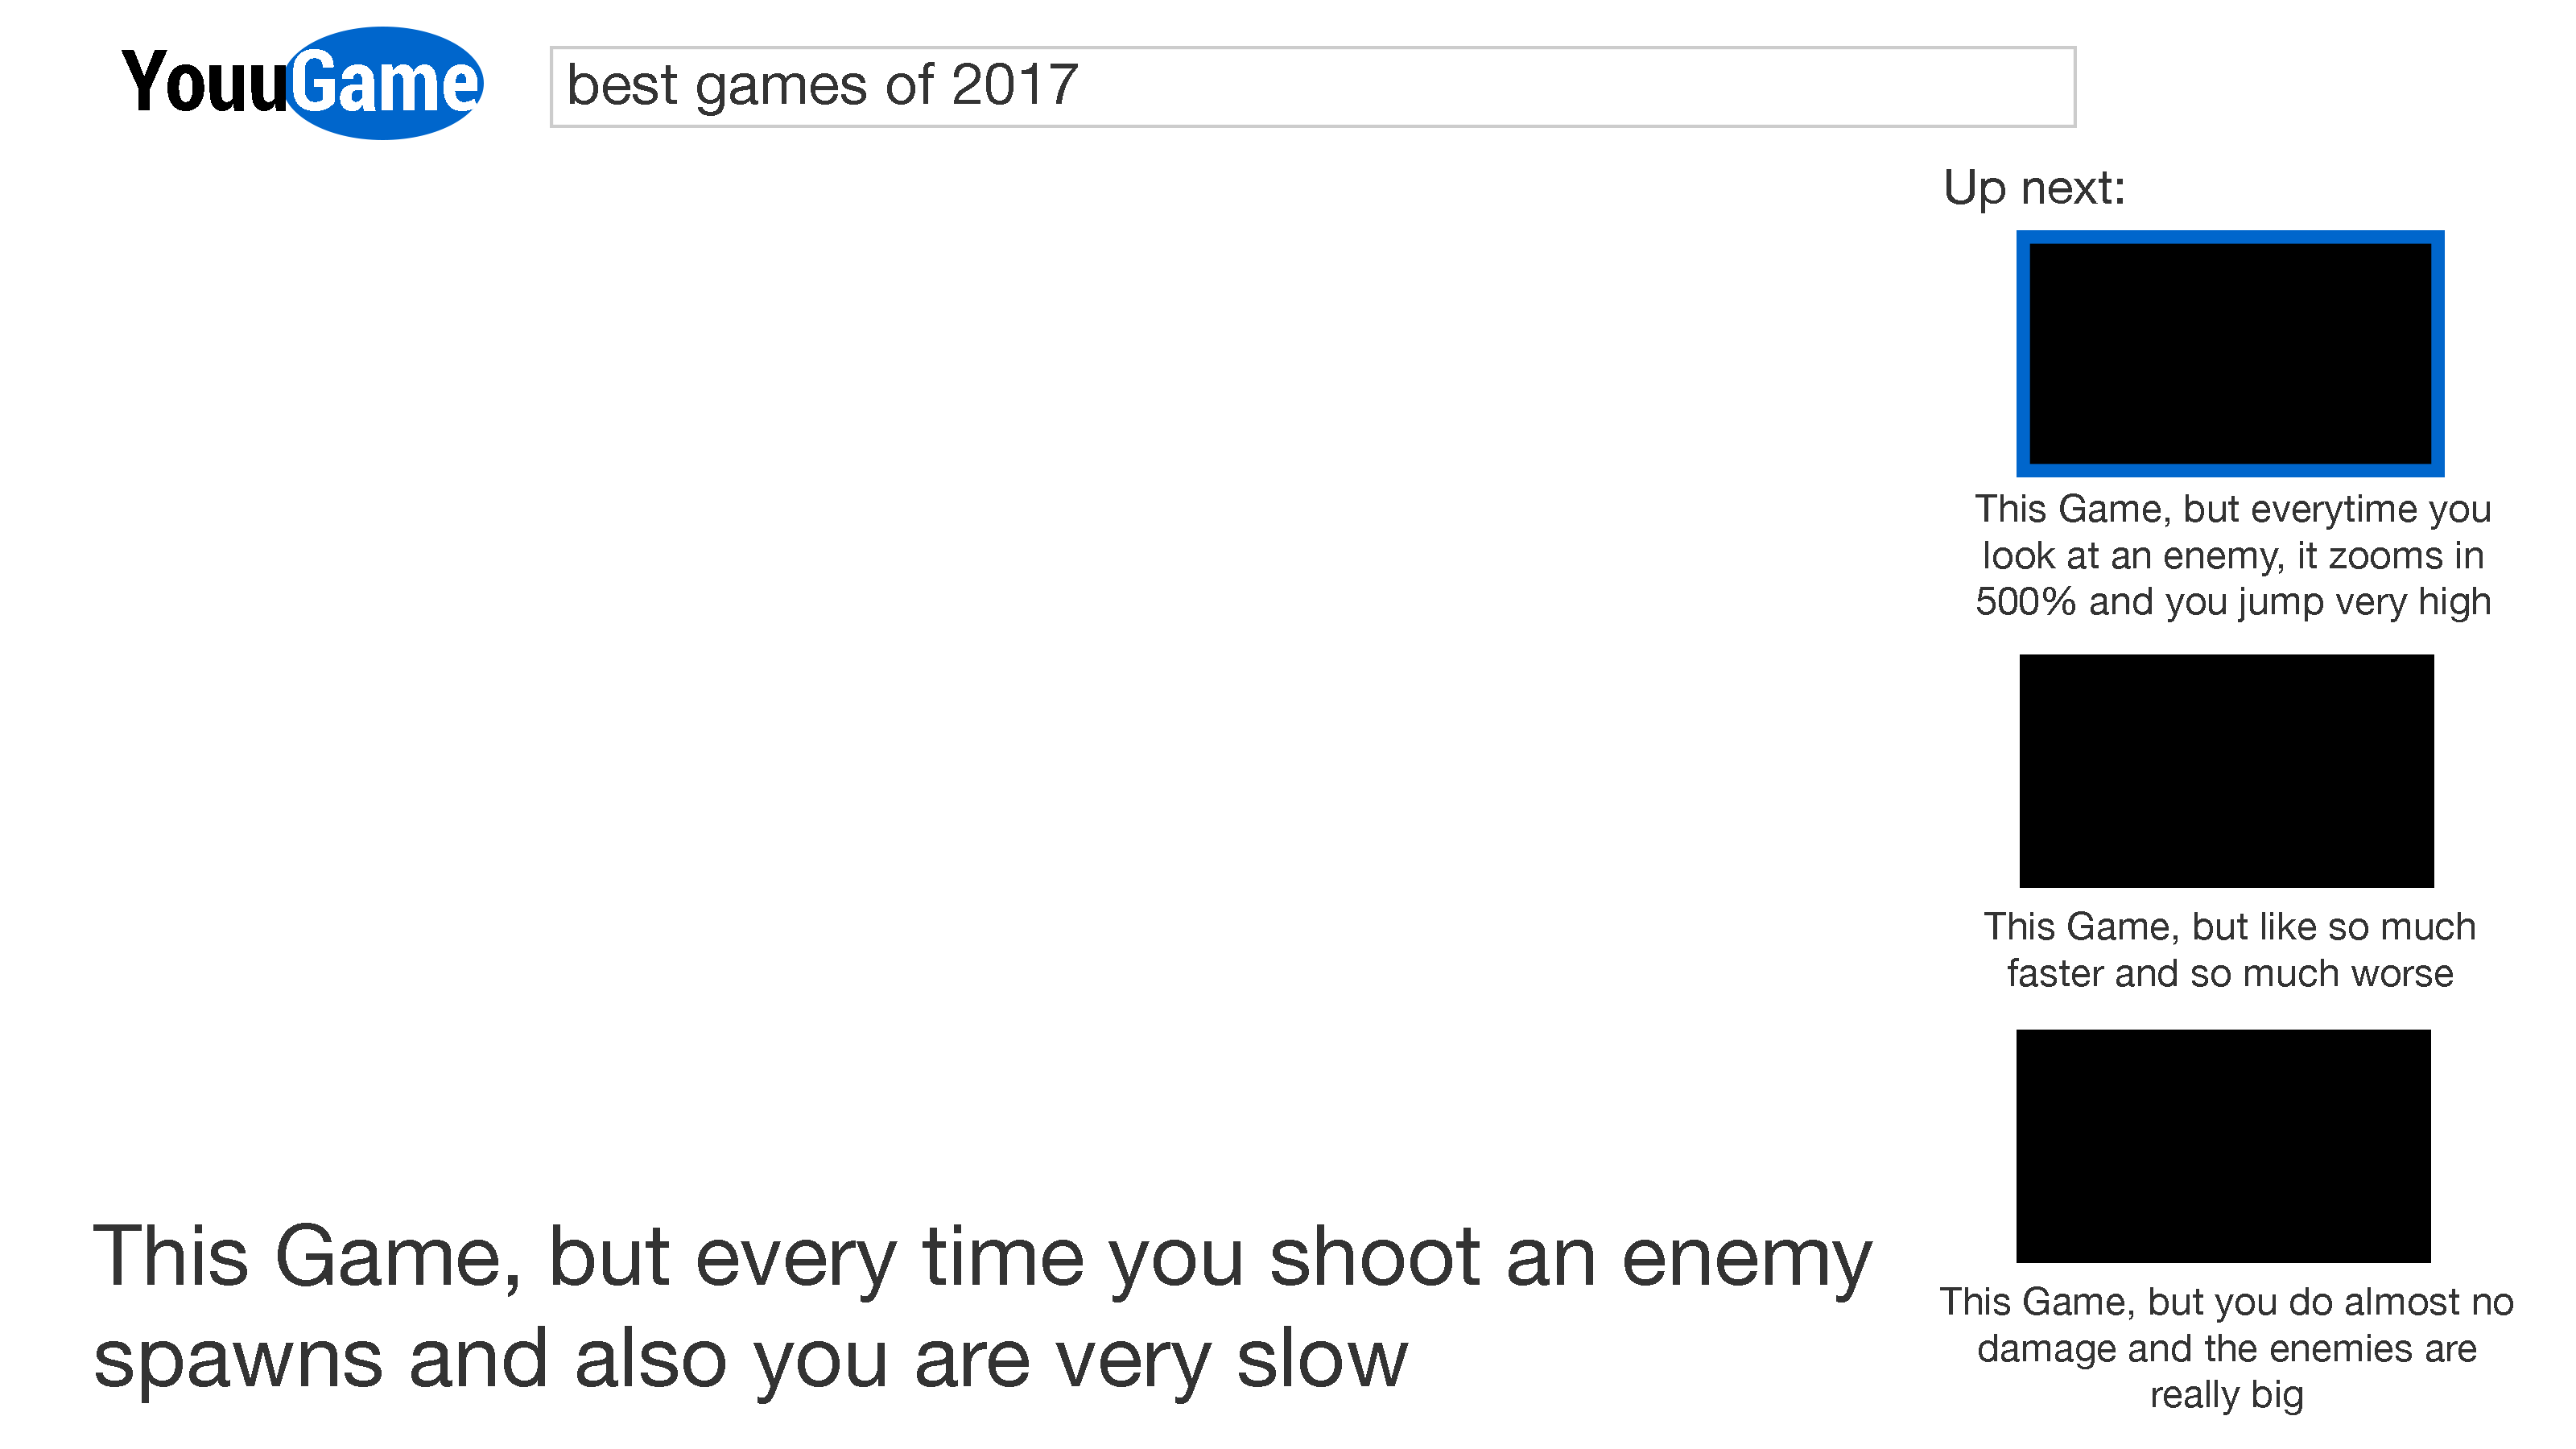 YouuGame
best games of 2017
Up next:
This Game, but everytime you
look at an enemy, it zooms in
500% and you jump very high
This Game, but like so much
faster and so much worse
This Game, but you do almost no
damage and the enemies are
really big
This Game, but every time you shoot an enemy
spawns and also you are very slow